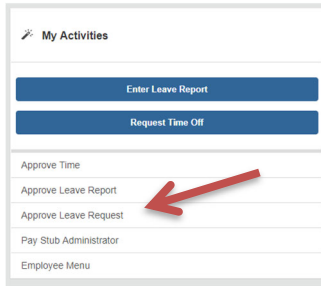 My Activities
Enter Leave Report
Request Time Off
Approve Time
Approve Leave Report
Approve Leave Request
Pay Stub Administrator
Employee Menu